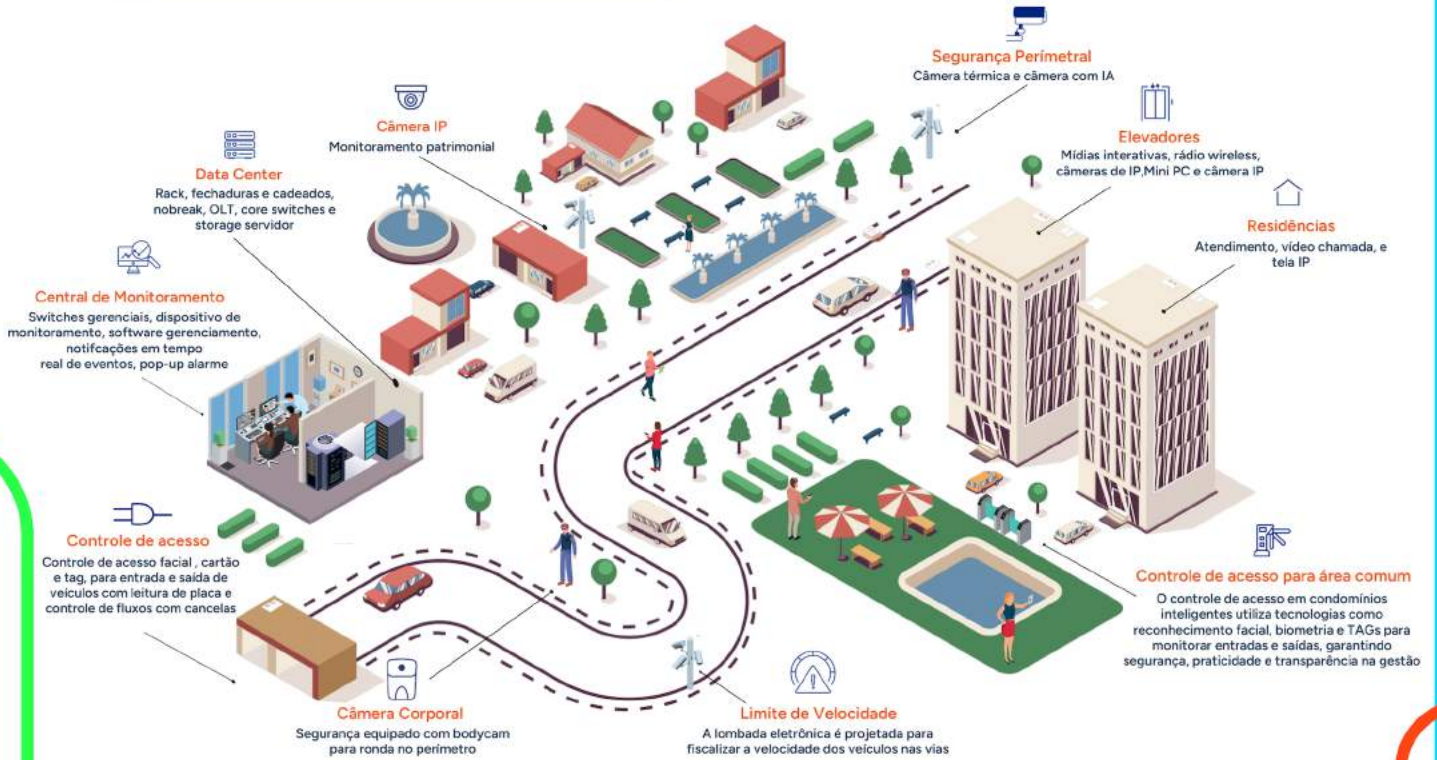 Segurança Perimetral
Câmera térmica e câmera com IA
Câmera IP
Monitoramento patrimonial
Elevadores
Mídias interativas, rádio wireless,
câmeras de IP,Mini PC e câmera IP
Data Center
Rack, fechaduras e cadeados,
nobreak, OLT, core switches e
storage servidor
Residências
Atendimento, vídeo chamada, e
tela IP
Central de Monitoramento
Switches gerenciais, dispositivo de
monitoramento, software gerenciamento,
notifcações em tempo
real de eventos, pop-up alarme
Controle de acesso
Controle de acesso facial , cartão
e tag, para entrada e saída de
veículos com leitura de placa e
controle de fluxos com cancelas
Controle de acesso para área comum
O controle de acesso em condomínios
inteligentes utiliza tecnologias como
reconhecimento facial, biometria e TAGs para
monitorar entradas e saídas, garantindo
segurança, praticidade e transparência na gestão
Câmera Corporal
Segurança equipado com bodycam
para ronda no perímetro
Limite de Velocidade
A lombada eletrônica é projetada para
fiscalizar a velocidade dos veículos nas vias